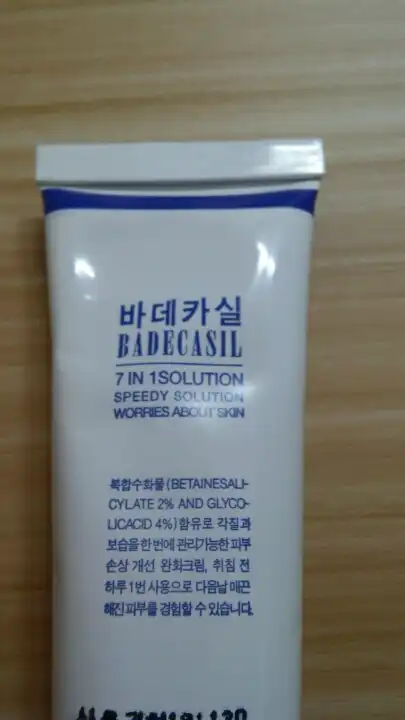 바데카실
BADECASIL
7 IN 1SOLUTION
SPEEDY SOLUTION
WORRIES ABOUT SKIN
복합수화물(BETAINESALI-
CYLATE 2% AND GLYCO-
LICACID 4%)함유로 각질과
보습을 한 번에 관리가능한 피부
손상 개선 완화크림, 취침 전
하루 1번 사용으로 다음날 매끈
해진 피부를 경험할 수 있습니다.